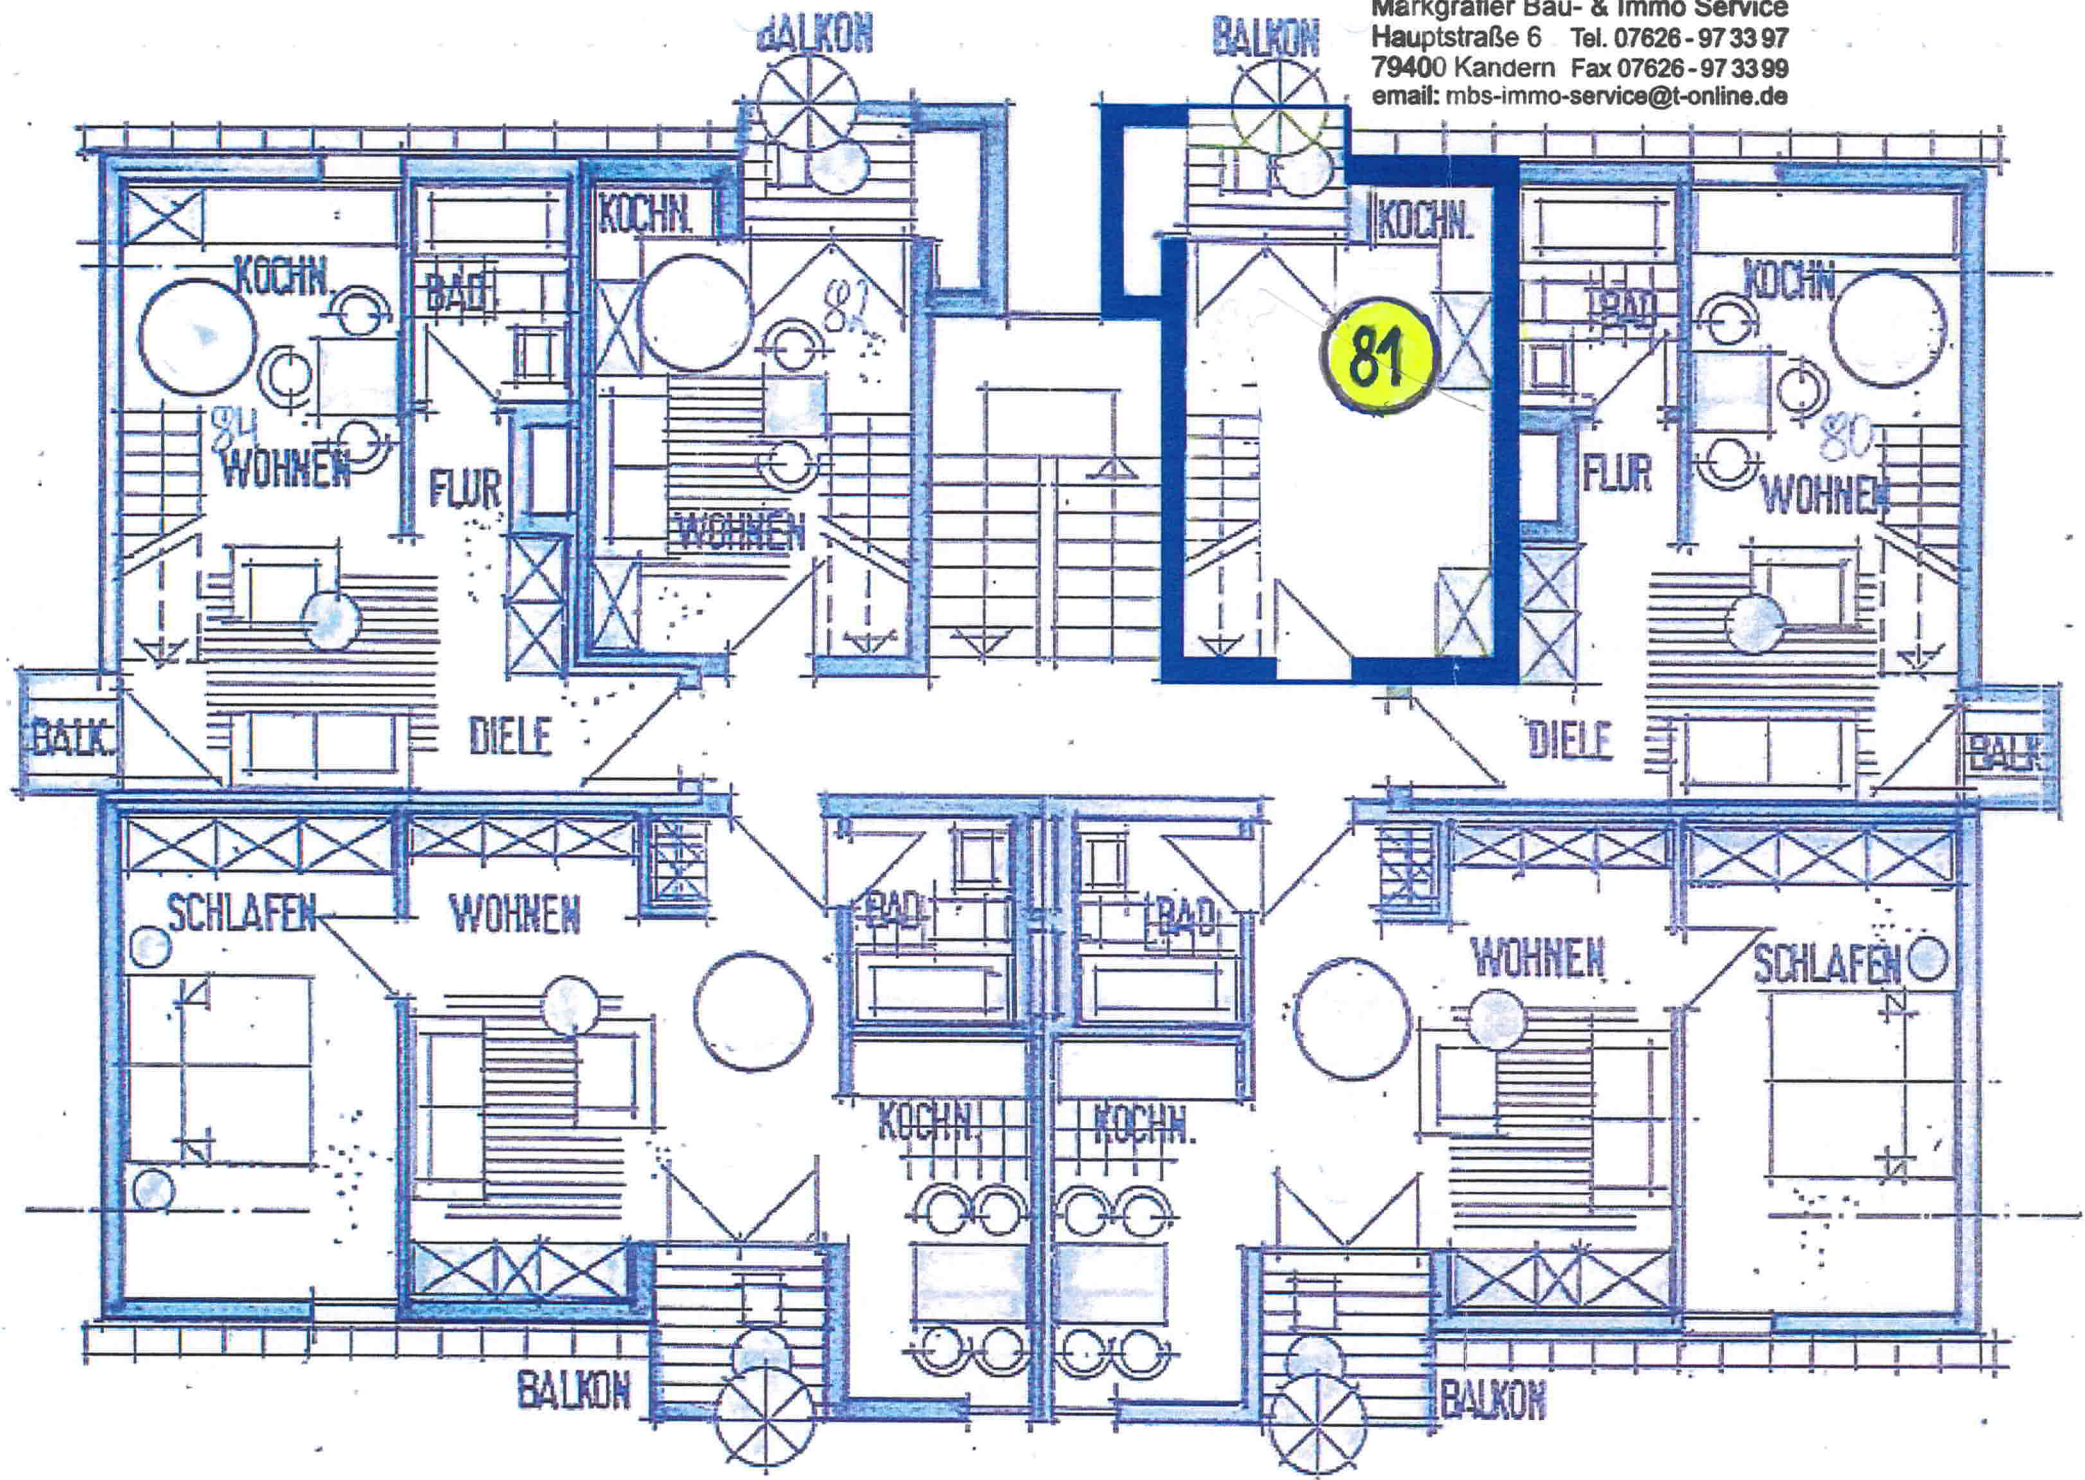 Markgräfler Bau- & Immo Service
Hauptstraße 6 Tel. 07626-97 33 97
79400 Kandern Fax 07626-97 33 99
email: mbs-immo-service@t-online.de
BALKON
BALKON
KOCHN.
KOCHN.
KOCHN.
BAD
82
81
BAD
KOCHN
84
WOHNEN
FLUR
WOHNEN
FLUR
80
WOHNEN
BALK.
DIELE
DIELE
BALK
SCHLAFEN
WOHNEN
BAD
BAD
WOHNEN
SCHLAFEN
KOCHN.
KOCHN.
BALKON
BALKON